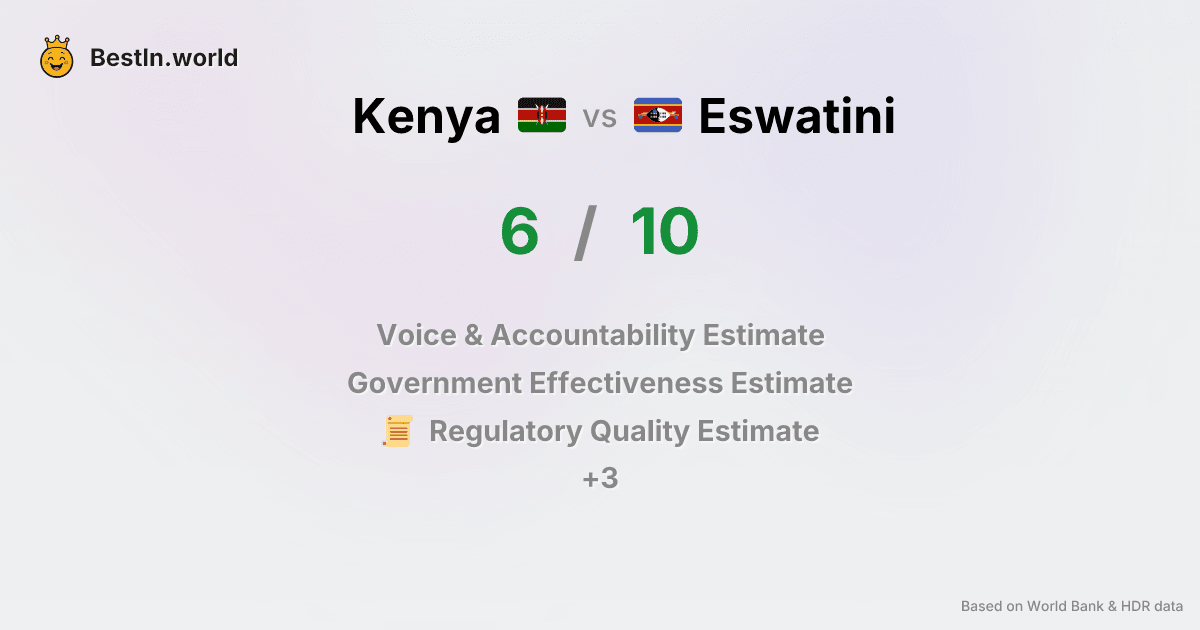 BestIn.world
Kenya vs Eswatini
6 / 10
Voice & Accountability Estimate
Government Effectiveness Estimate
Regulatory Quality Estimate
+3
Based on World Bank & HDR data